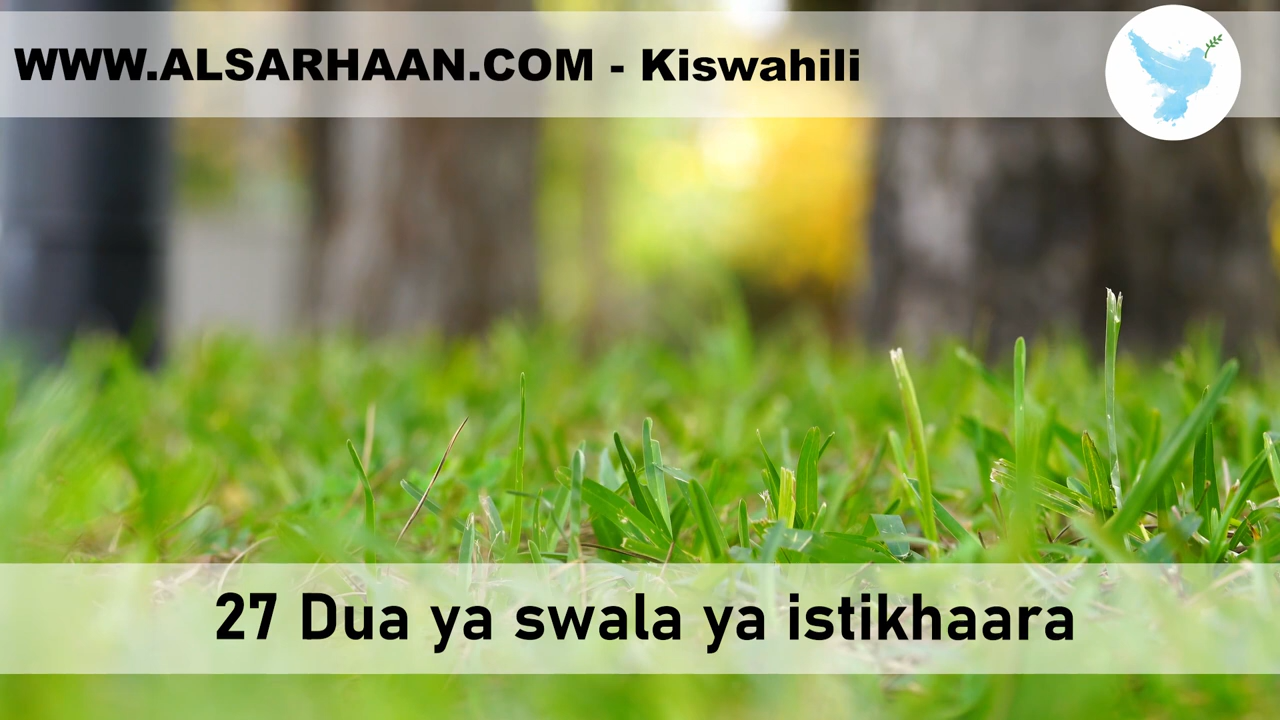 WWW.ALSARHAAN.COM - Kiswahili
27 Dua ya swala ya istikhaara